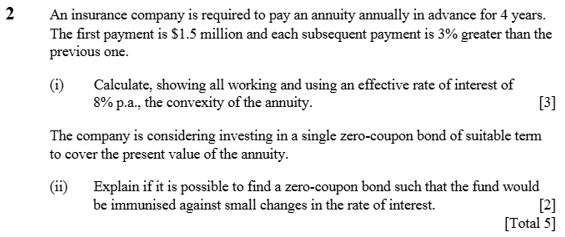 2 An insurance company is required to pay an annuity annually in advance for 4 years.
The first payment is $1.5 million and each subsequent payment is 3% greater than the
previous one.
(i) Calculate, showing all working and using an effective rate of interest of
8% p.a., the convexity of the annuity. [3]
The company is considering investing in a single zero-coupon bond of suitable term
to cover the present value of the annuity.
(ii) Explain if it is possible to find a zero-coupon bond such that the fund would
be immunised against small changes in the rate of interest. [2]
[Total 5]